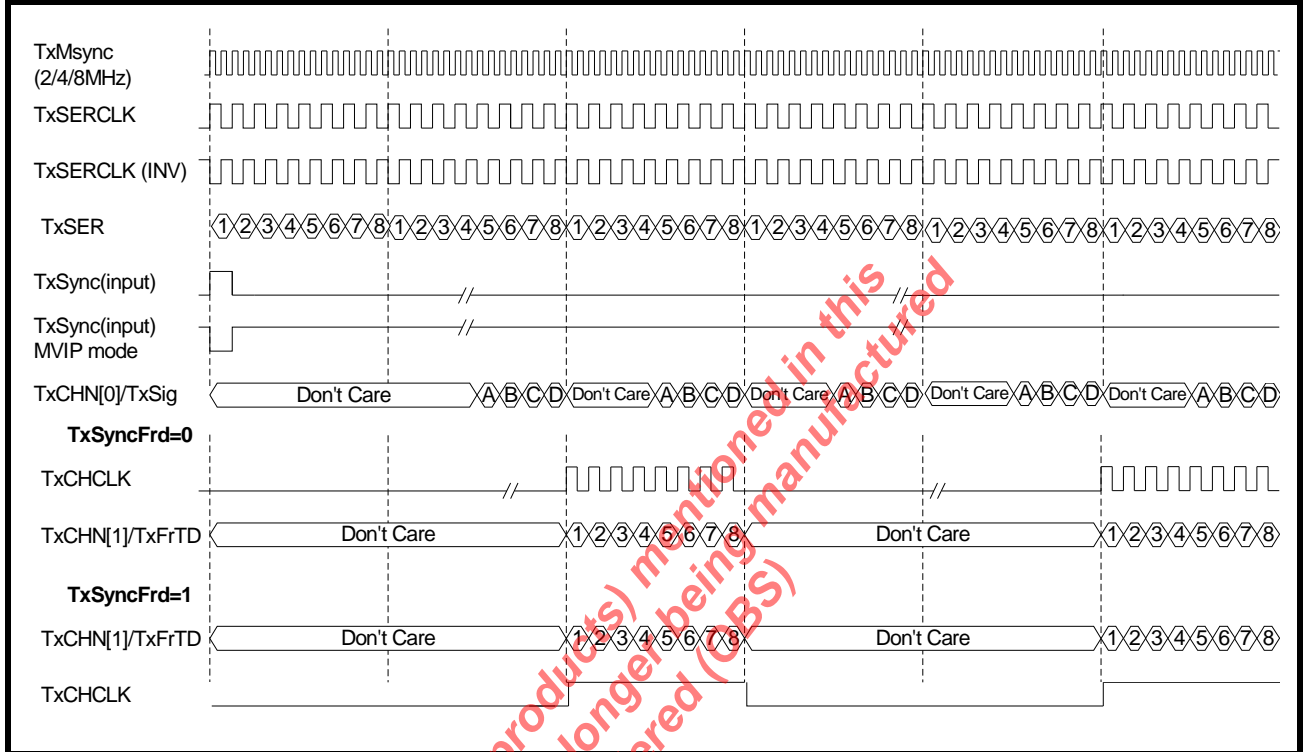 TxMsync
(2/4/8MHz)
TxSERCLK
TxSERCLK (INV)
TxSER 1 2 3 4 5 6 7 8 1 2 3 4 5 6 7 8 1 2 3 4 5 6 7 8 1 2 3 4 5 6 7 8 1 2 3 4 5 6 7 8 1 2 3 4 5 6 7 8
TxSync(input)
TxSync(input)
MVIP mode
TxCHN[0]/TxSig Don't Care A B C D Don't Care A B C D Don't Care A B C D Don't Care A B C D Don't Care A B C D
TxSyncFrd=0
TxCHCLK
TxCHN[1]/TxFrTD Don't Care 1 2 3 4 5 6 7 8 Don't Care 1 2 3 4 5 6 7 8
TxSyncFrd=1
TxCHN[1]/TxFrTD Don't Care 1 2 3 4 5 6 7 8 Don't Care 1 2 3 4 5 6 7 8
TxCHCLK
products) mentioned in this
longer being manufactured
ered (OBS)